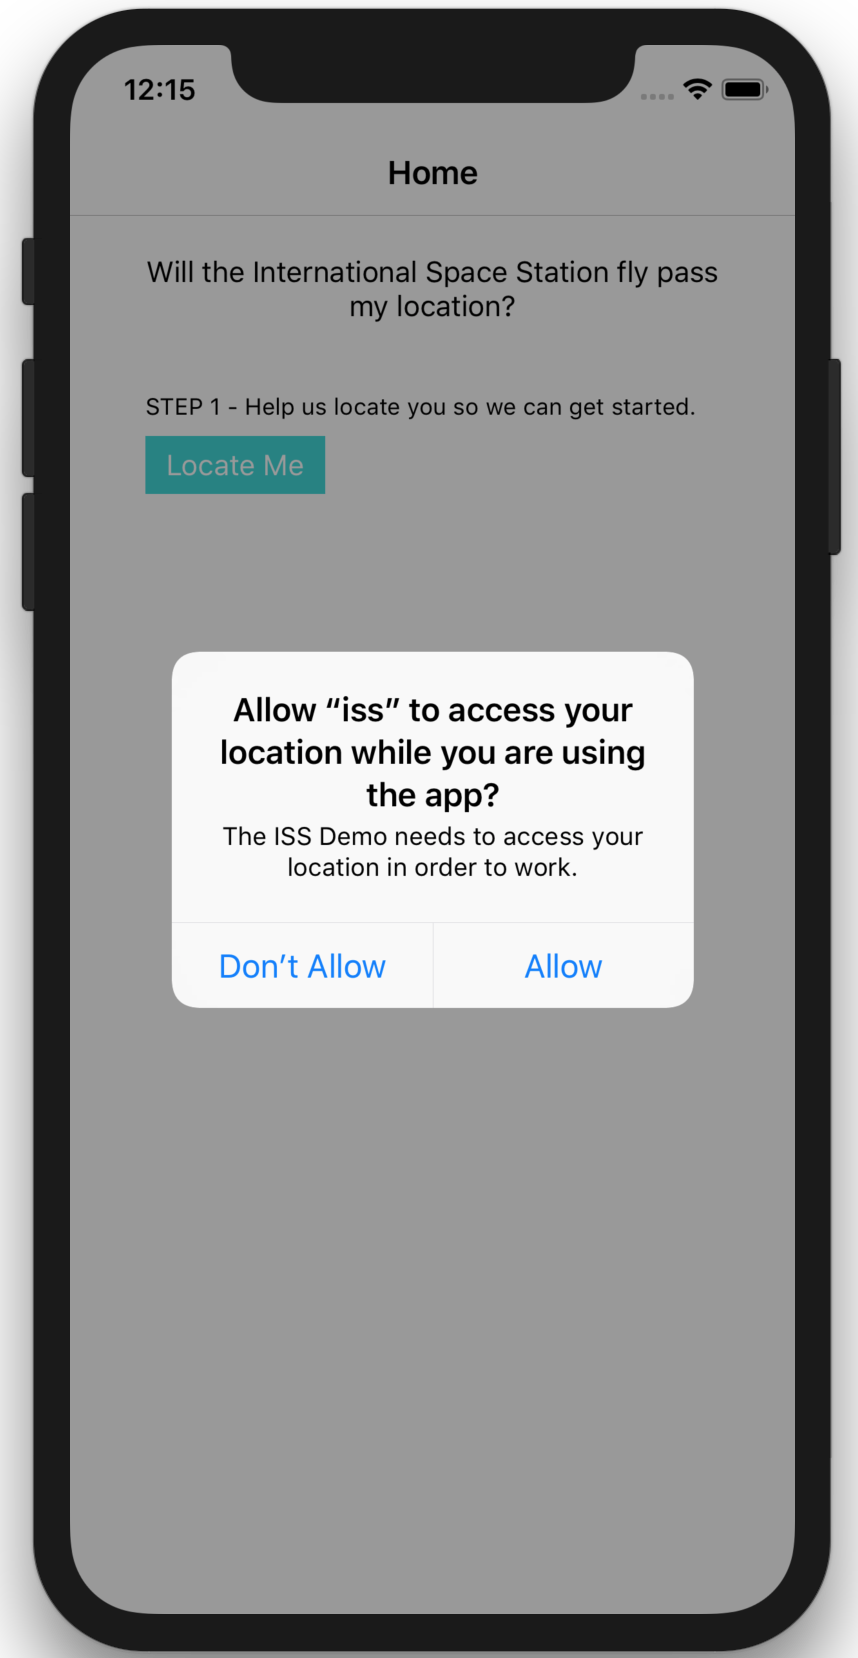 12:15
Home
Will the International Space Station fly pass
my location?
STEP 1 - Help us locate you so we can get started.
Locate Me
Allow “iss” to access your
location while you are using
the app?
The ISS Demo needs to access your
location in order to work.
Don’t Allow
Allow